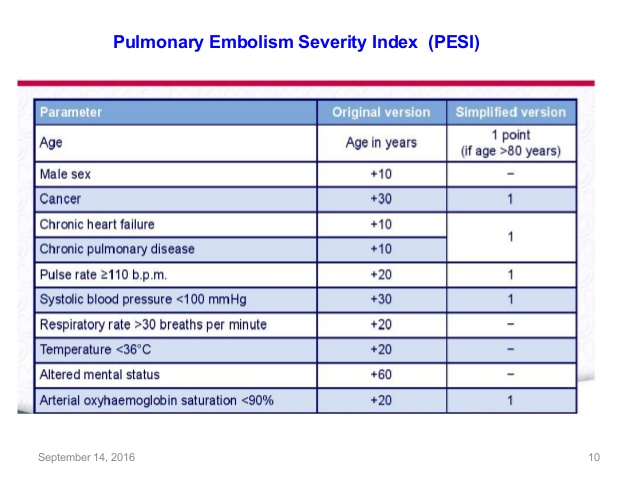 Pulmonary Embolism Severity Index (PESI)
Parameter Original version Simplified version
Age Age in years 1 point
(if age >80 years)
Male sex +10 –
Cancer +30 1
Chronic heart failure +10
1
Chronic pulmonary disease +10
Pulse rate ≥110 b.p.m. +20 1
Systolic blood pressure <100 mmHg +30 1
Respiratory rate >30 breaths per minute +20 –
Temperature <36°C +20 –
Altered mental status +60 –
Arterial oxyhaemoglobin saturation <90% +20 1
September 14, 2016 10